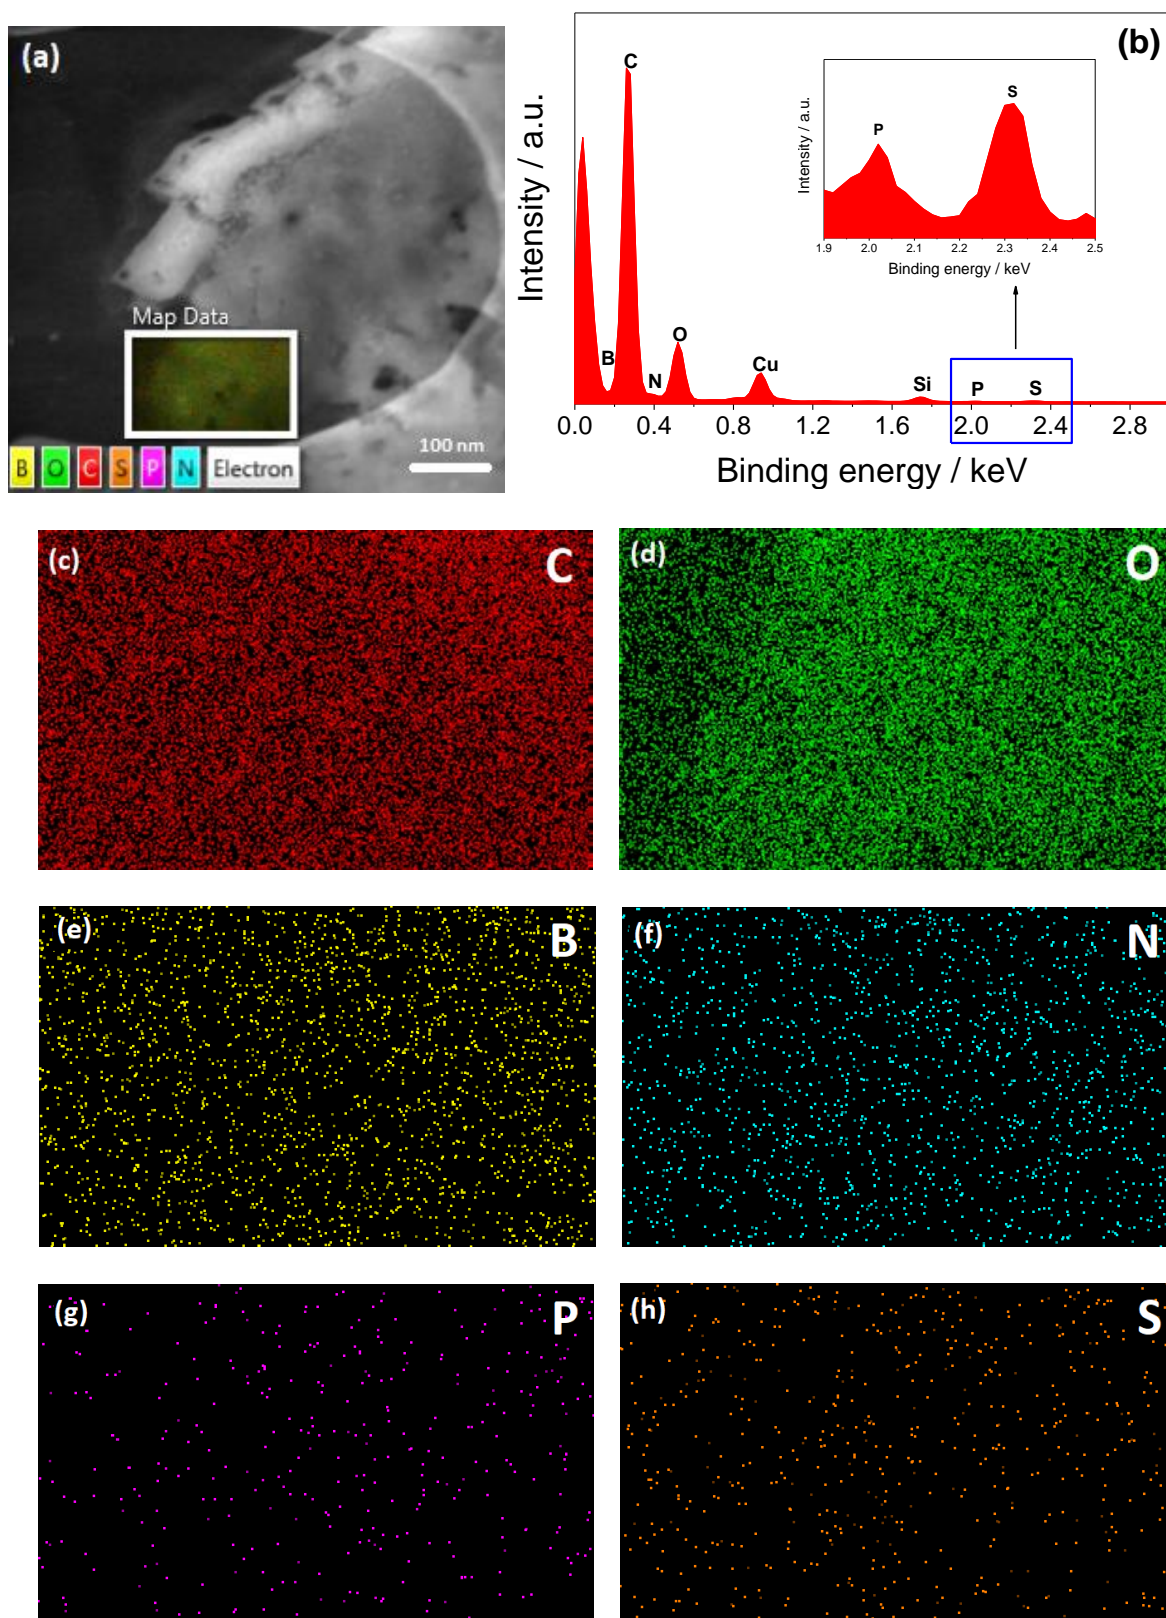 (a)
Map Data
100 nm
B O C S P N Electron
(b)
Intensity / a.u.
C
B
N
O
Cu
Si
P
S
0.0 0.4 0.8 1.2 1.6 2.0 2.4 2.8
Binding energy / keV
Intensity / a.u.
P
S
1.9 2.0 2.1 2.2 2.3 2.4 2.5
Binding energy / keV
(c) C
(d) O
(e) B
(f) N
(g) P
(h) S